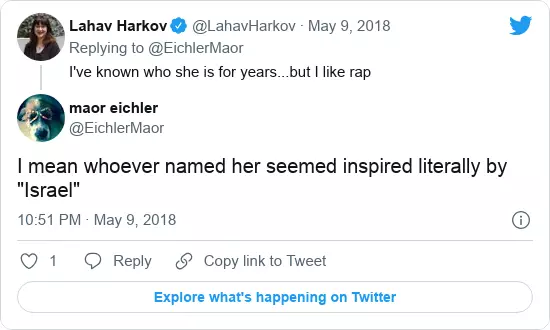 Lahav Harkov @LahavHarkov · May 9, 2018
Replying to @EichlerMaor
I've known who she is for years...but I like rap
maor eichler
@EichlerMaor
I mean whoever named her seemed inspired literally by
"Israel"
10:51 PM · May 9, 2018
1 Reply Copy link to Tweet
Explore what's happening on Twitter